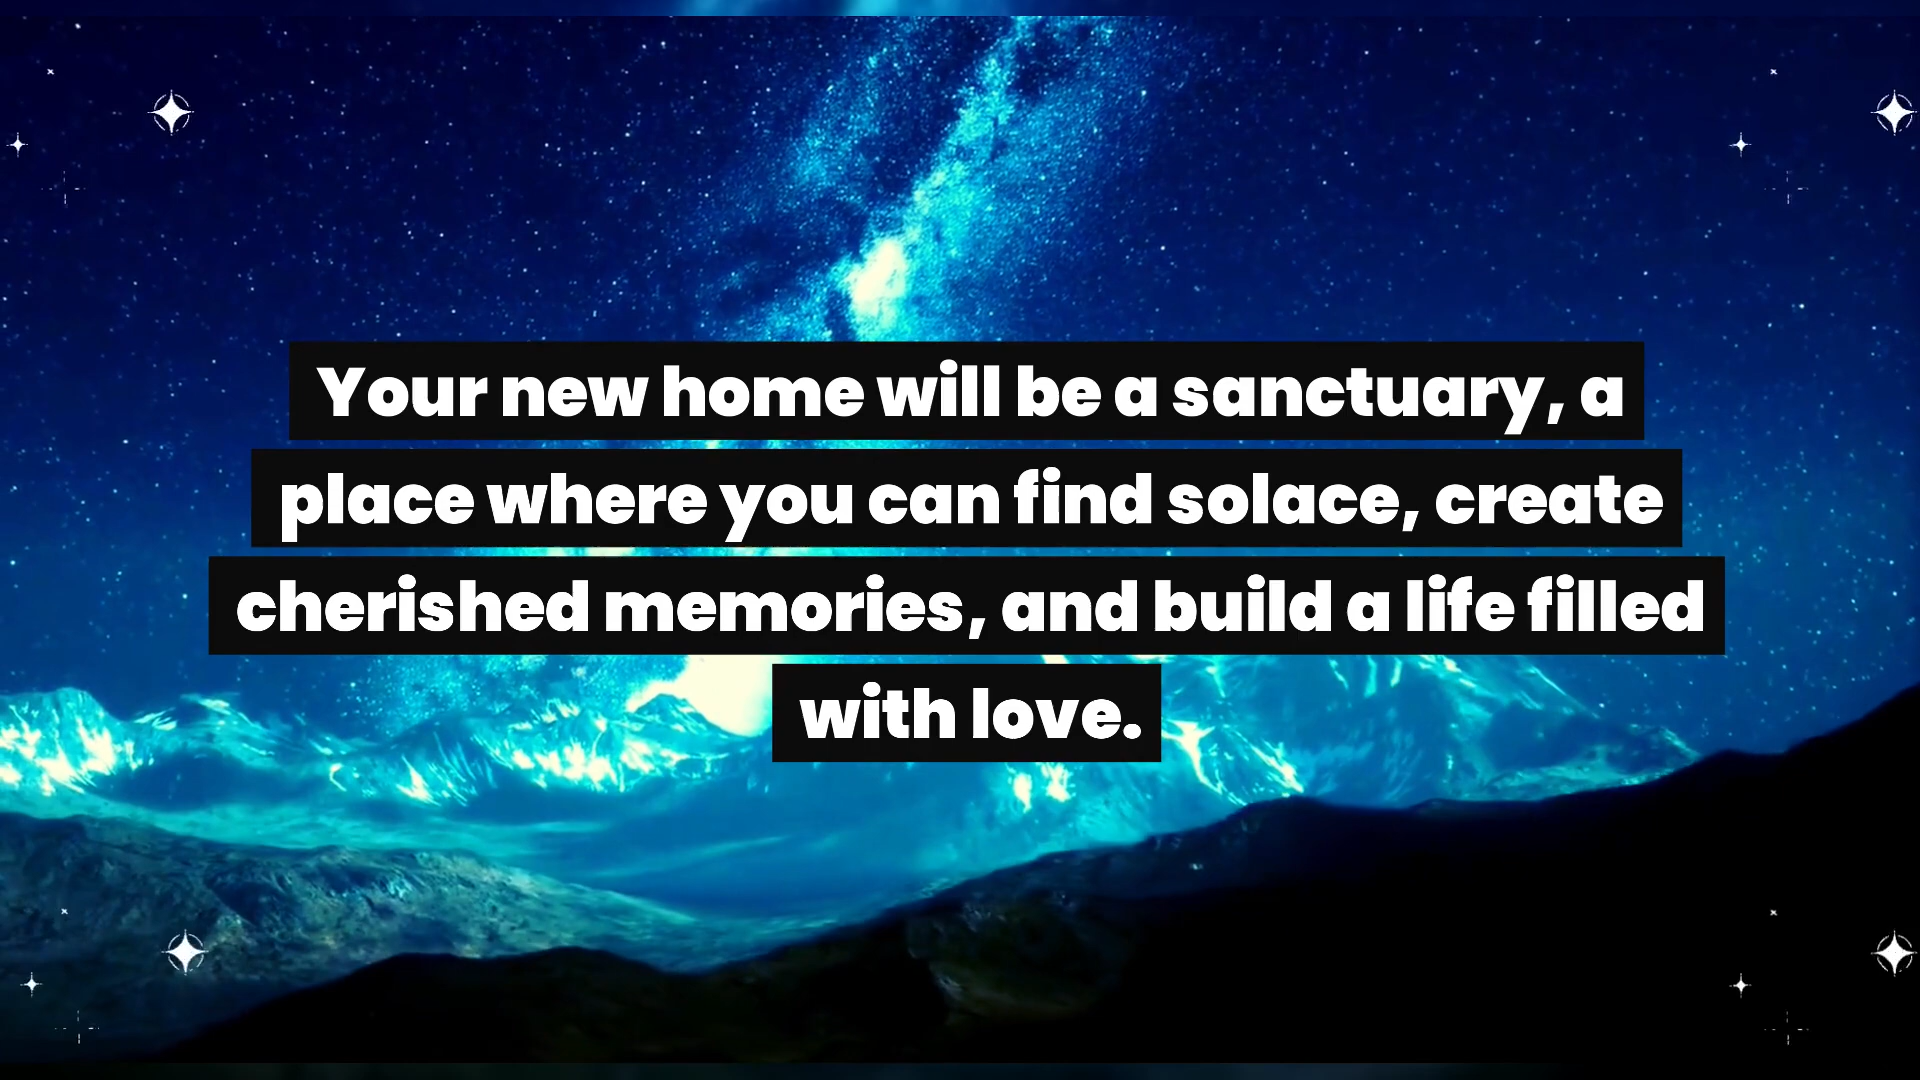 Your new home will be a sanctuary, a
place where you can find solace, create
cherished memories, and build a life filled
with love.